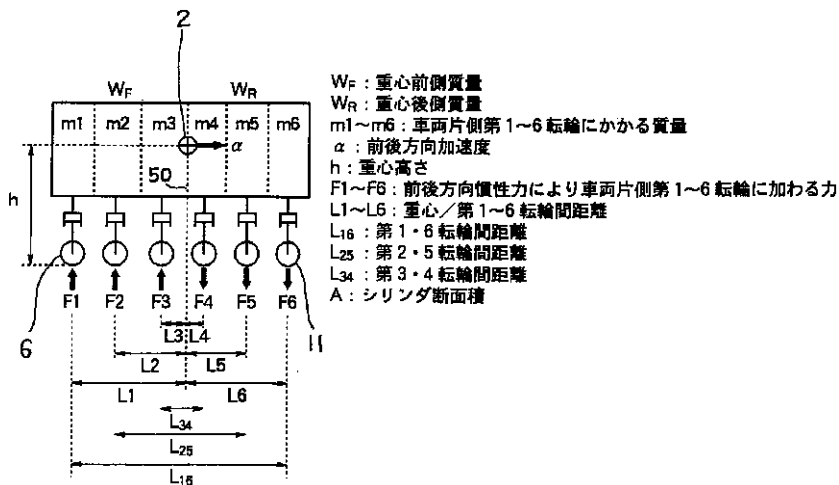 2
W_F W_R
m1 m2 m3 m4 m5 m6
α
50
h
F1 F2 F3 F4 F5 F6
6
11
L3 L4
L2 L5
L1 L6
L₃₄
L₂₅
L₁₆
W_F：重心前側質量
W_R：重心後側質量
m1～m6：車両片側第1～6転輪にかかる質量
α：前後方向加速度
h：重心高さ
F1～F6：前後方向慣性力により車両片側第1～6転輪に加わる力
L1～L6：重心／第1～6転輪間距離
L₁₆：第1・6転輪間距離
L₂₅：第2・5転輪間距離
L₃₄：第3・4転輪間距離
A：シリンダ断面積